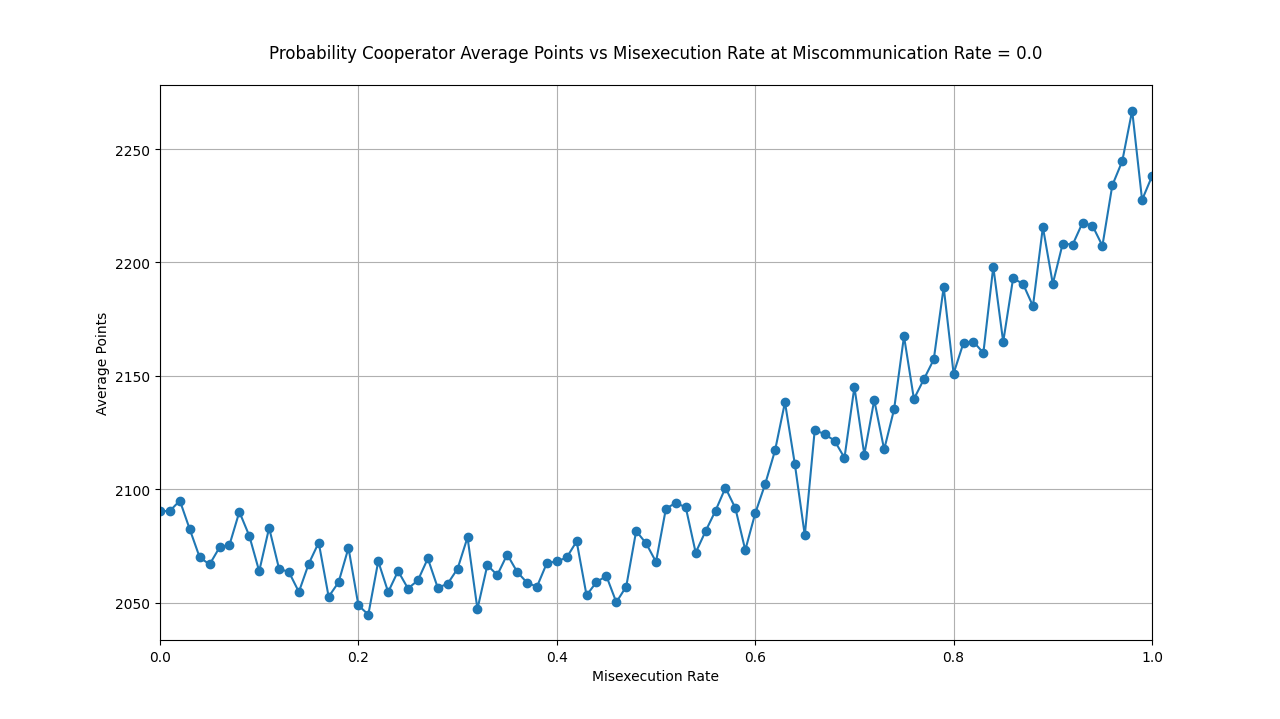 Probability Cooperator Average Points vs Misexecution Rate at Miscommunication Rate = 0.0
2250
2200
2150
2100
2050
Average Points
0.0 0.2 0.4 0.6 0.8 1.0
Misexecution Rate